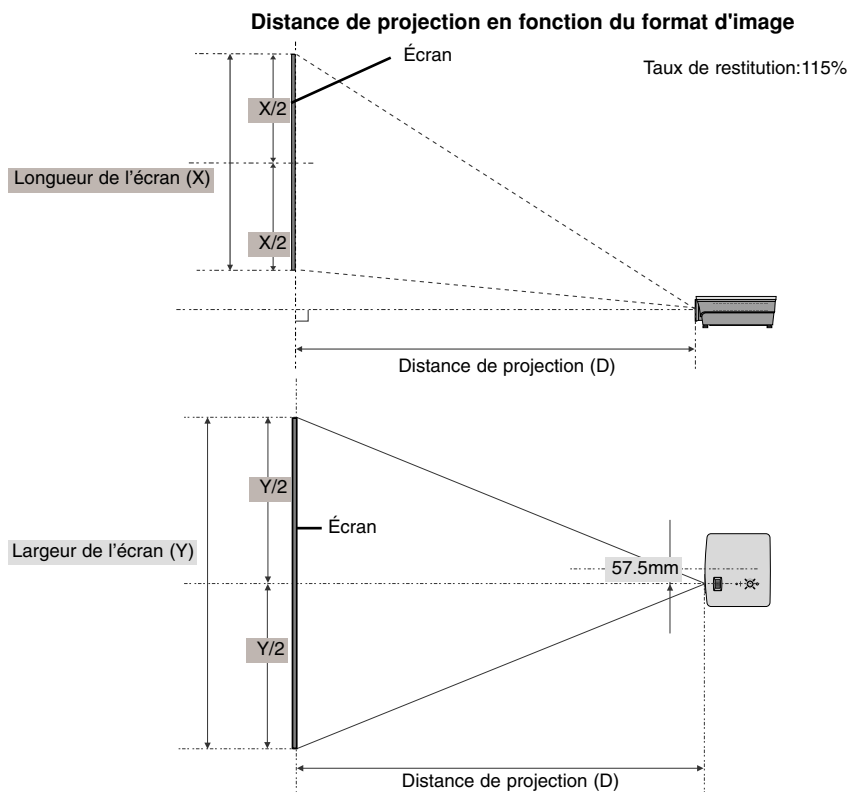 Distance de projection en fonction du format d'image
Écran
Taux de restitution:115%
X/2
Longueur de l’écran (X)
X/2
Distance de projection (D)
Y/2
Écran
Largeur de l’écran (Y)
57.5mm
Y/2
Distance de projection (D)